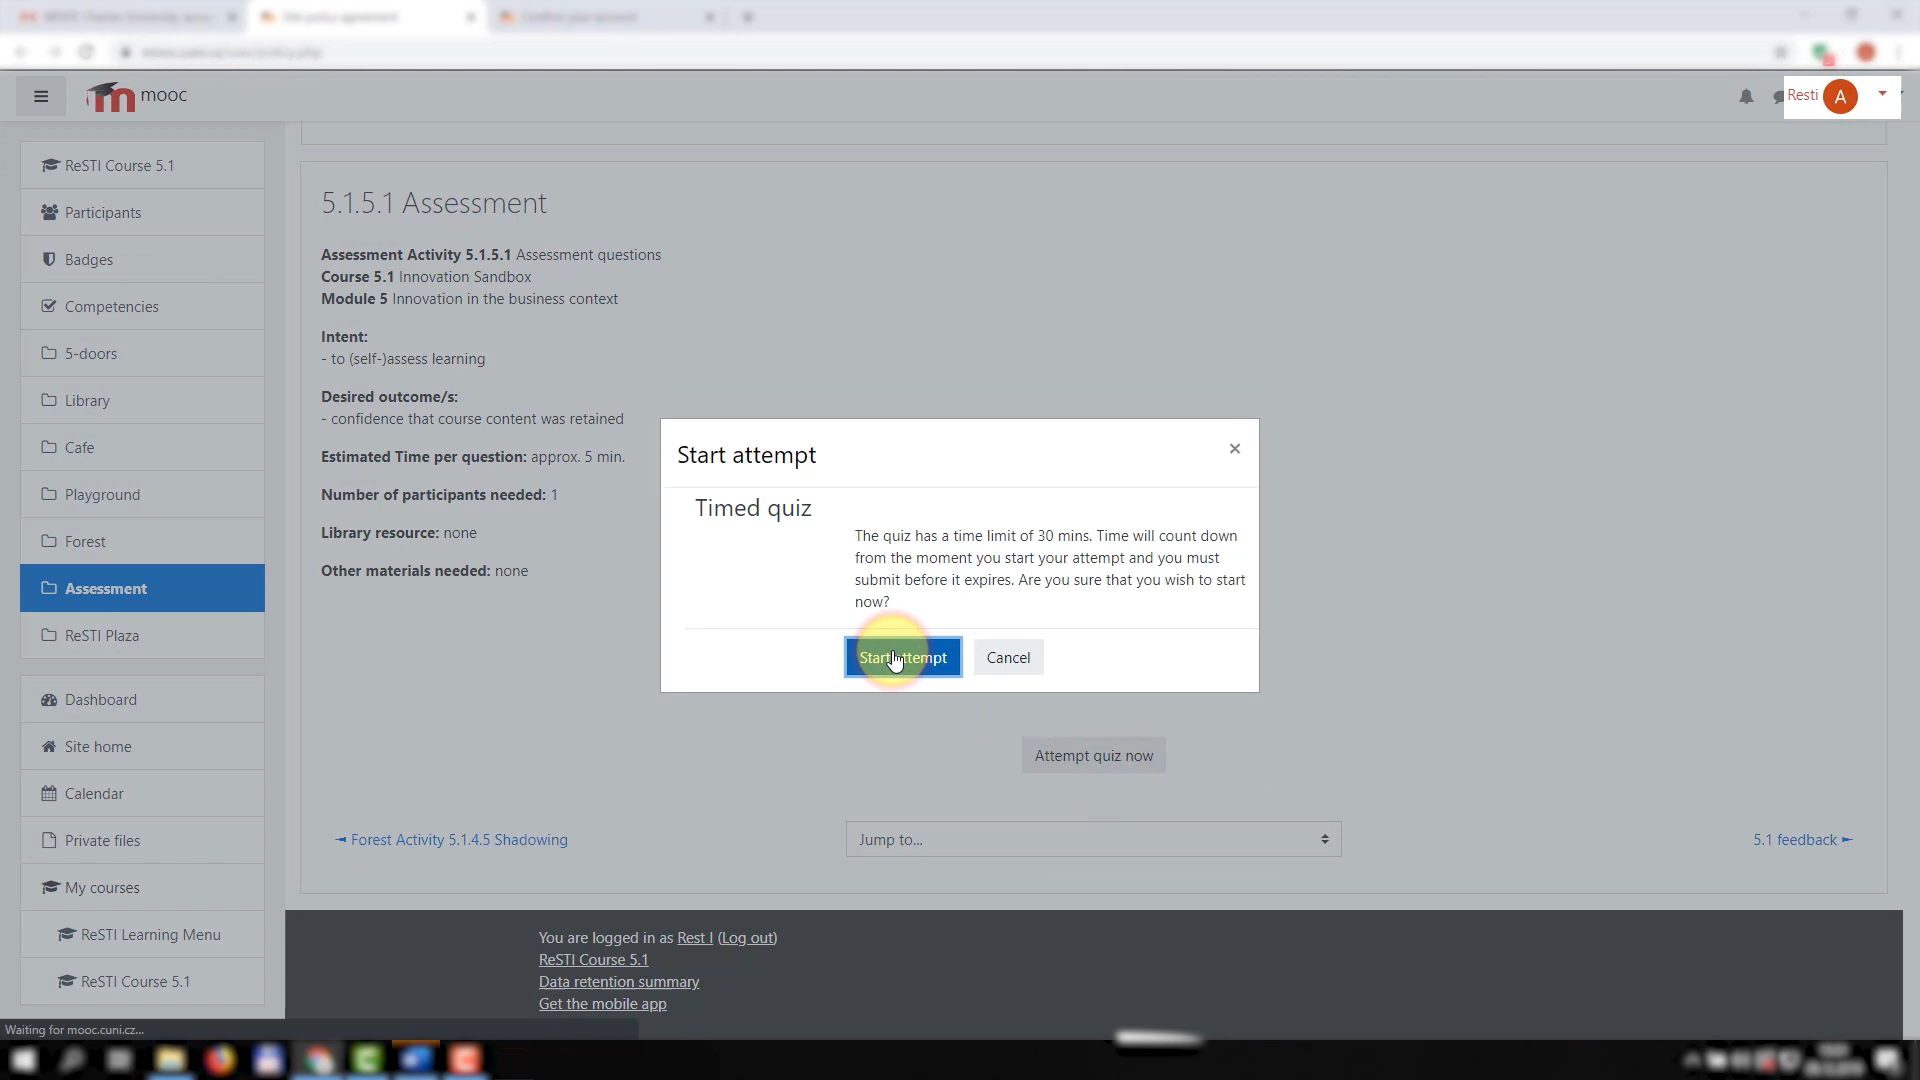 mooc
Resti A
ReSTI Course 5.1
Participants
Badges
Competencies
5-doors
Library
Cafe
Playground
Forest
Assessment
ReSTI Plaza
Dashboard
Site home
Calendar
Private files
My courses
ReSTI Learning Menu
ReSTI Course 5.1
5.1.5.1 Assessment
Assessment Activity 5.1.5.1 Assessment questions
Course 5.1 Innovation Sandbox
Module 5 Innovation in the business context
Intent:
- to (self-)assess learning
Desired outcome/s:
- confidence that course content was retained
Estimated Time per question: approx. 5 min.
Number of participants needed: 1
Library resource: none
Other materials needed: none
Start attempt
×
Timed quiz
The quiz has a time limit of 30 mins. Time will count down
from the moment you start your attempt and you must
submit before it expires. Are you sure that you wish to start
now?
Start attempt
Cancel
Attempt quiz now
◄ Forest Activity 5.1.4.5 Shadowing
Jump to...
5.1 feedback ►
You are logged in as Rest I (Log out)
ReSTI Course 5.1
Data retention summary
Get the mobile app
Waiting for mooc.cuni.cz...